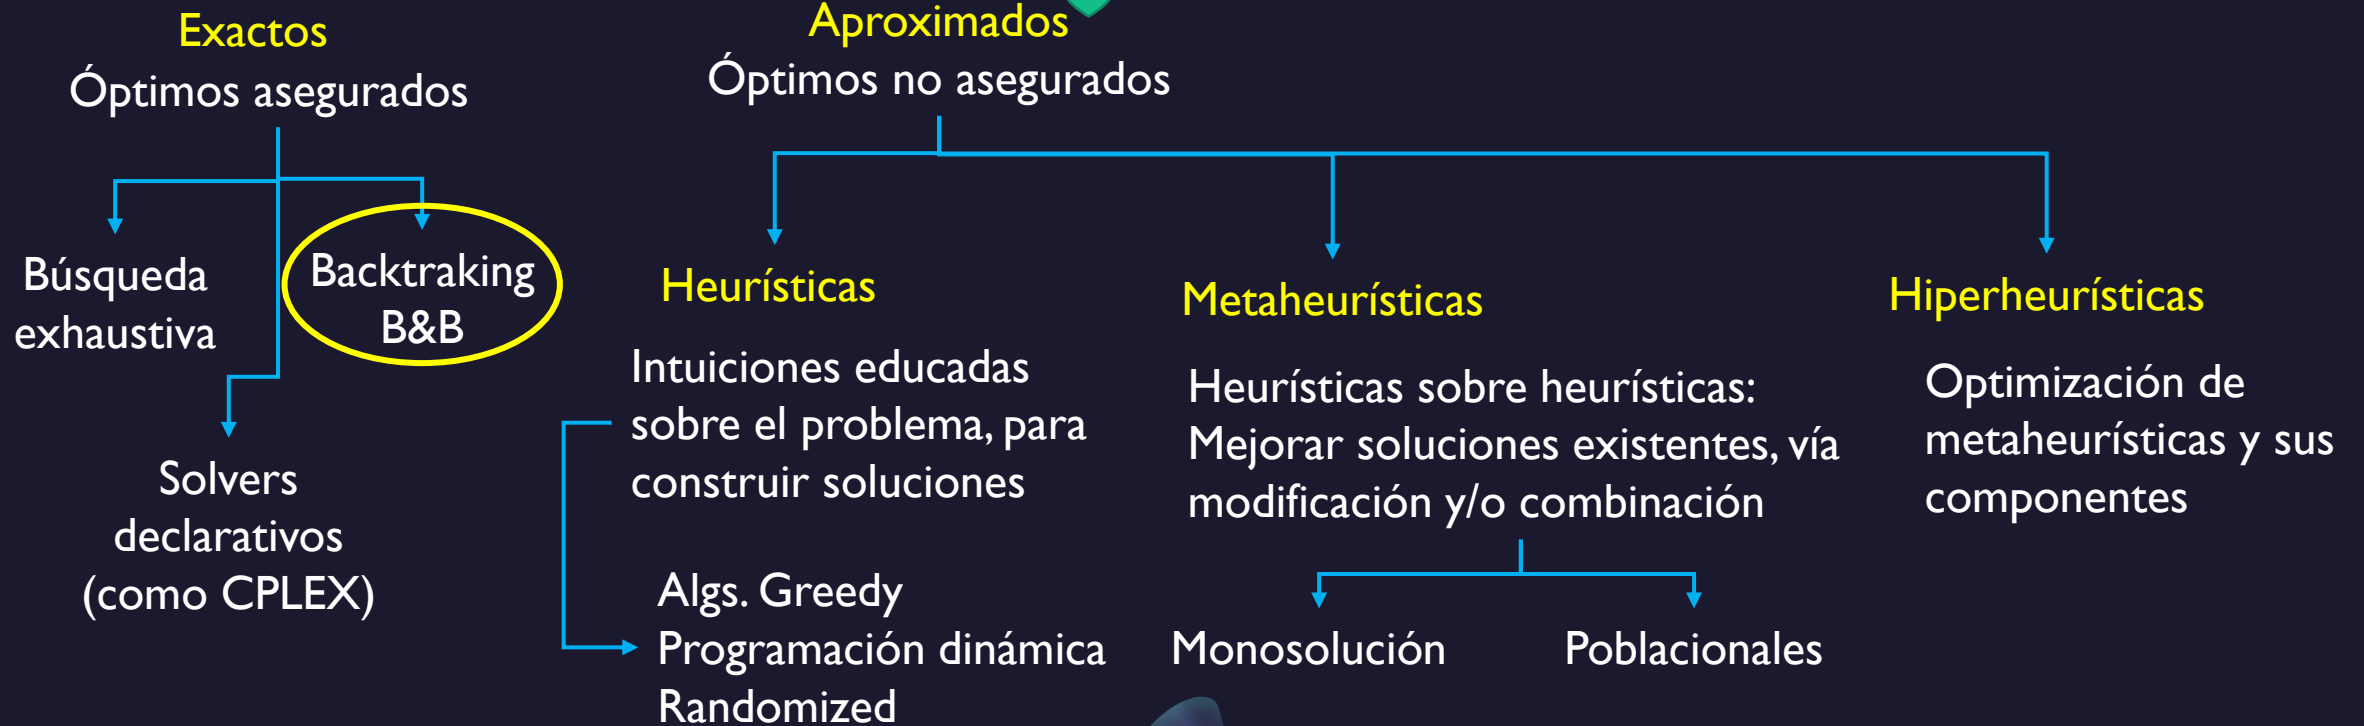 Exactos
Óptimos asegurados
Búsqueda
exhaustiva
Backtraking
B&B
Solvers
declarativos
(como CPLEX)
Aproximados
Óptimos no asegurados
Heurísticas
Intuiciones educadas
sobre el problema, para
construir soluciones
Algs. Greedy
Programación dinámica
Randomized
Metaheurísticas
Heurísticas sobre heurísticas:
Mejorar soluciones existentes, vía
modificación y/o combinación
Monosolución
Poblacionales
Hiperheurísticas
Optimización de
metaheurísticas y sus
componentes